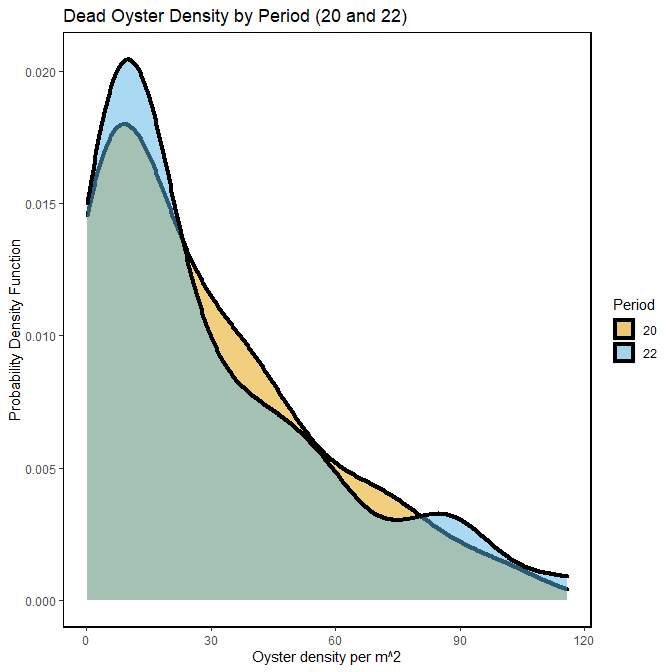 Dead Oyster Density by Period (20 and 22)
Probability Density Function
0.020
0.015
0.010
0.005
0.000
0 30 60 90 120
Oyster density per m^2
Period
20
22